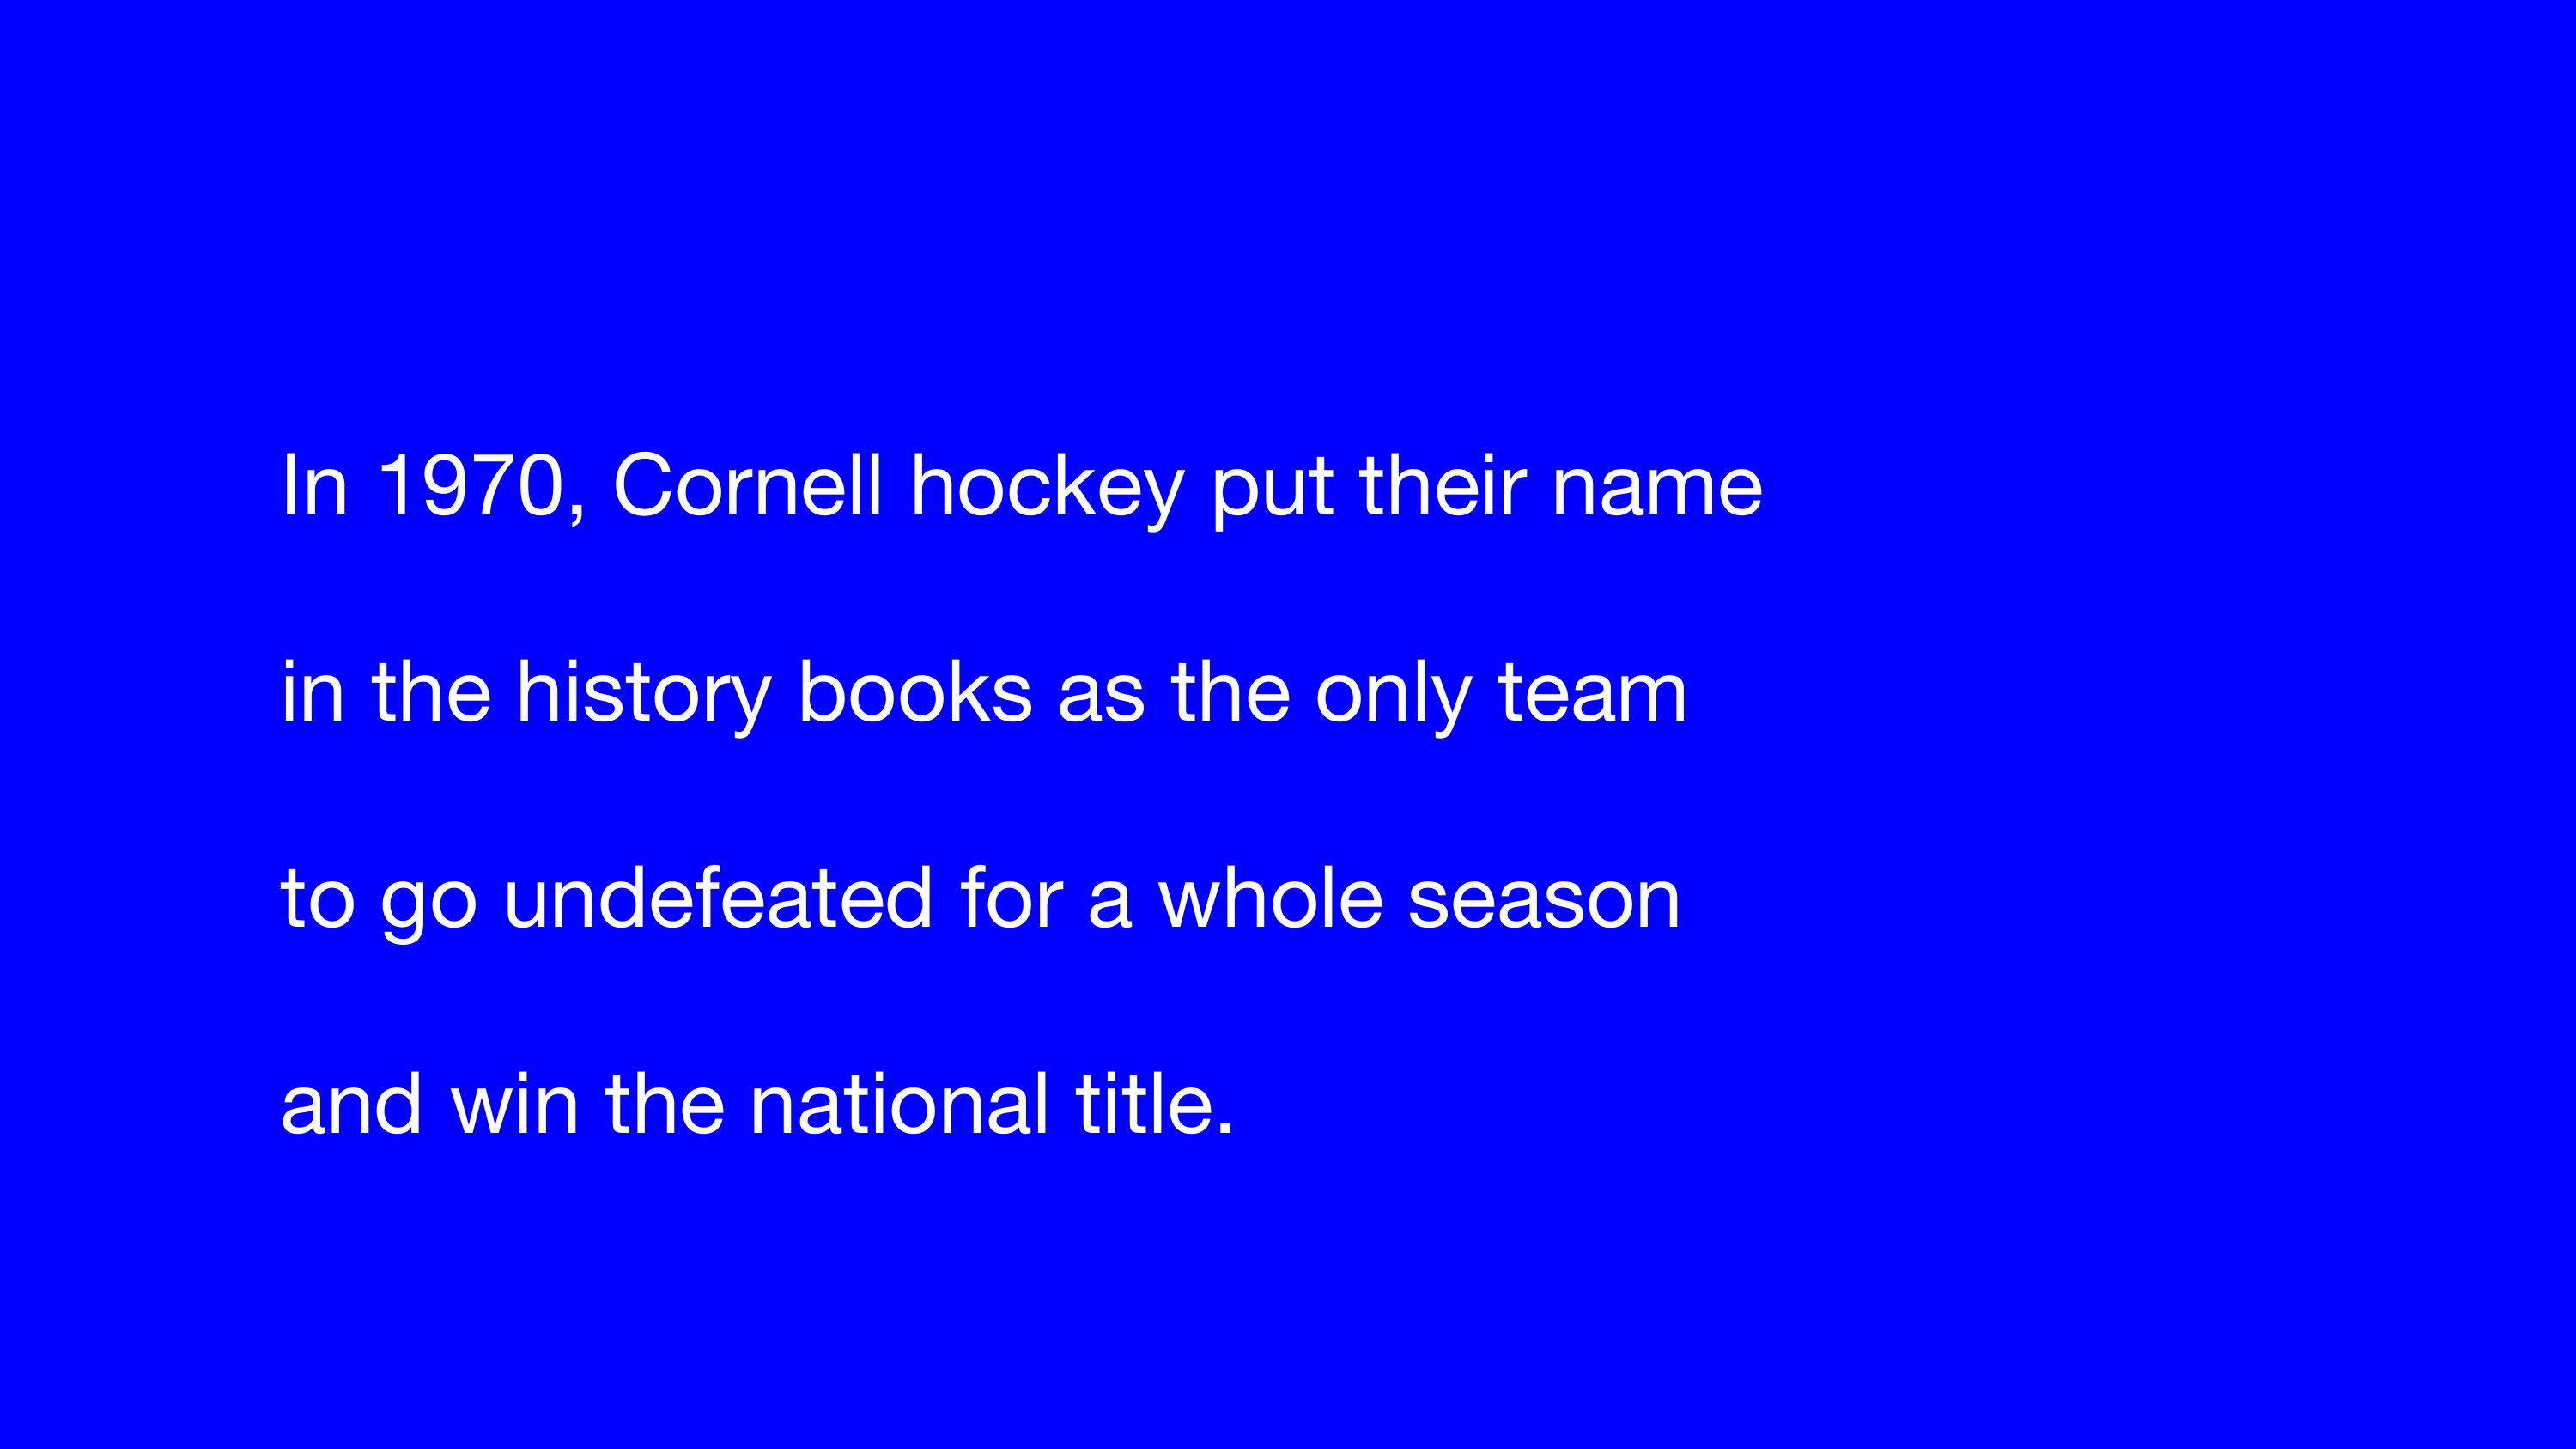 In 1970, Cornell hockey put their name
in the history books as the only team
to go undefeated for a whole season
and win the national title.